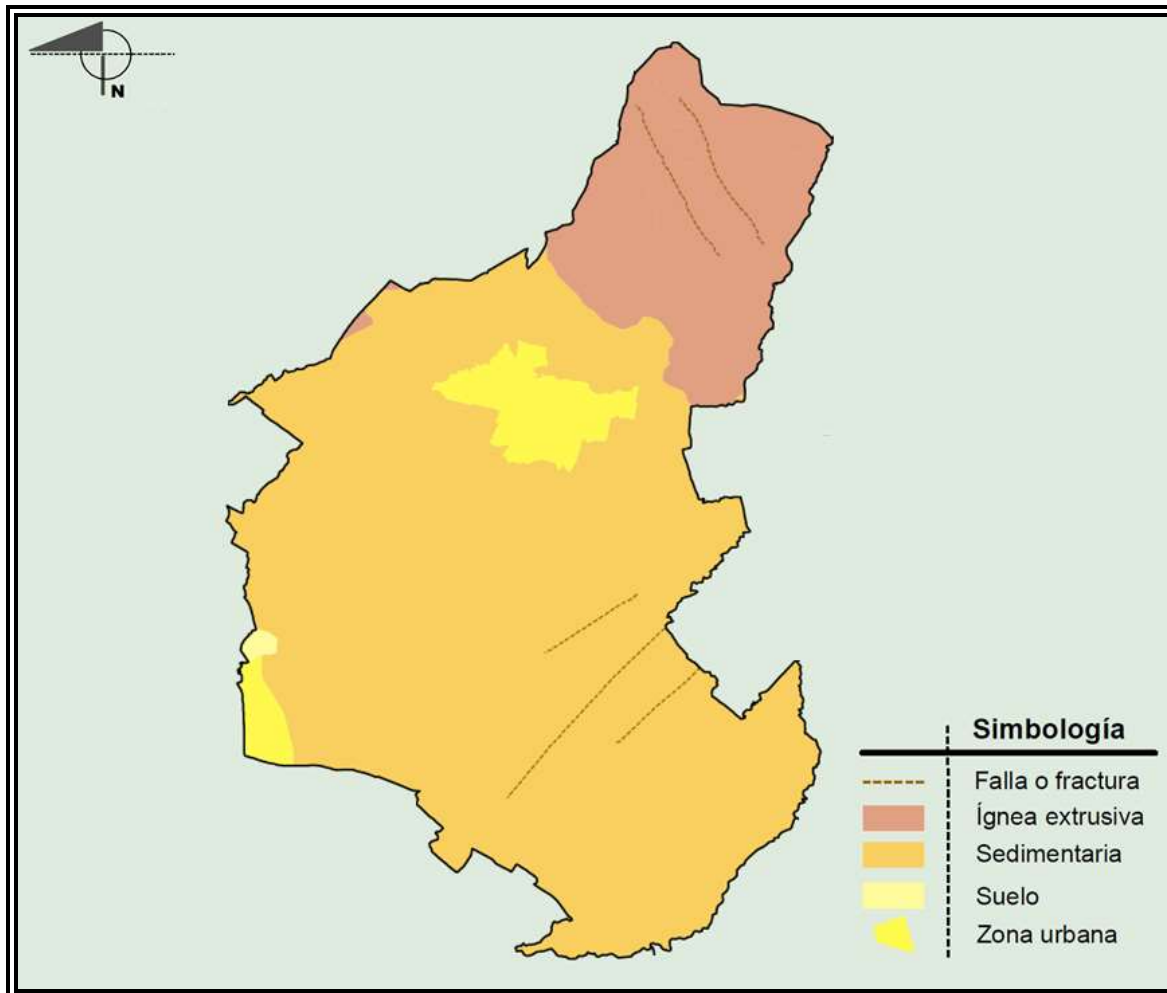 N
Simbología
Falla o fractura
Ígnea extrusiva
Sedimentaria
Suelo
Zona urbana